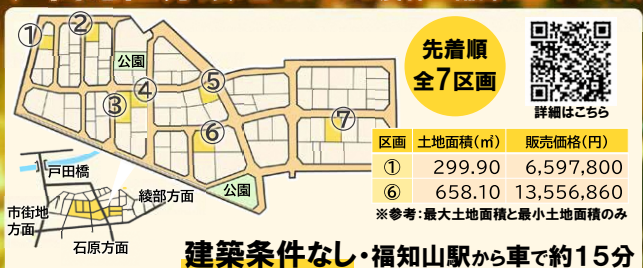 ①
②
公園
③
④
⑤
⑥
⑦
公園
先着順
全7区画
詳細はこちら
区画 土地面積(㎡) 販売価格(円)
① 299.90 6,597,800
⑥ 658.10 13,556,860
※参考:最大土地面積と最小土地面積のみ
戸田橋
綾部方面
市街地
方面
石原方面
建築条件なし・福知山駅から車で約15分